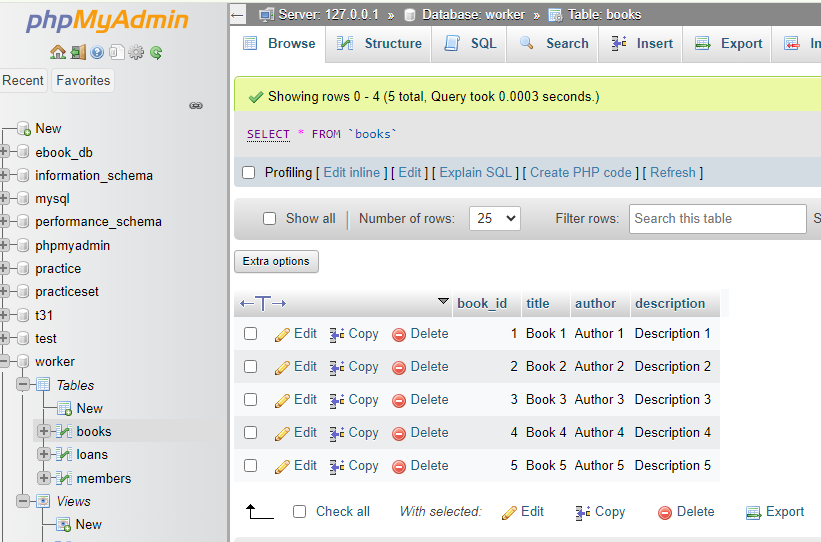 phpMyAdmin
Recent Favorites
New
ebook_db
information_schema
mysql
performance_schema
phpmyadmin
practice
practiceset
t31
test
worker
Tables
New
books
loans
members
Views
New
Server: 127.0.0.1 » Database: worker » Table: books
Browse Structure SQL Search Insert Export
Showing rows 0 - 4 (5 total, Query took 0.0003 seconds.)
SELECT * FROM `books`
Profiling [ Edit inline ] [ Edit ] [ Explain SQL ] [ Create PHP code ] [ Refresh ]
Show all Number of rows: 25 Filter rows: Search this table
Extra options
book_id title author description
Edit Copy Delete 1 Book 1 Author 1 Description 1
Edit Copy Delete 2 Book 2 Author 2 Description 2
Edit Copy Delete 3 Book 3 Author 3 Description 3
Edit Copy Delete 4 Book 4 Author 4 Description 4
Edit Copy Delete 5 Book 5 Author 5 Description 5
Check all With selected: Edit Copy Delete Export